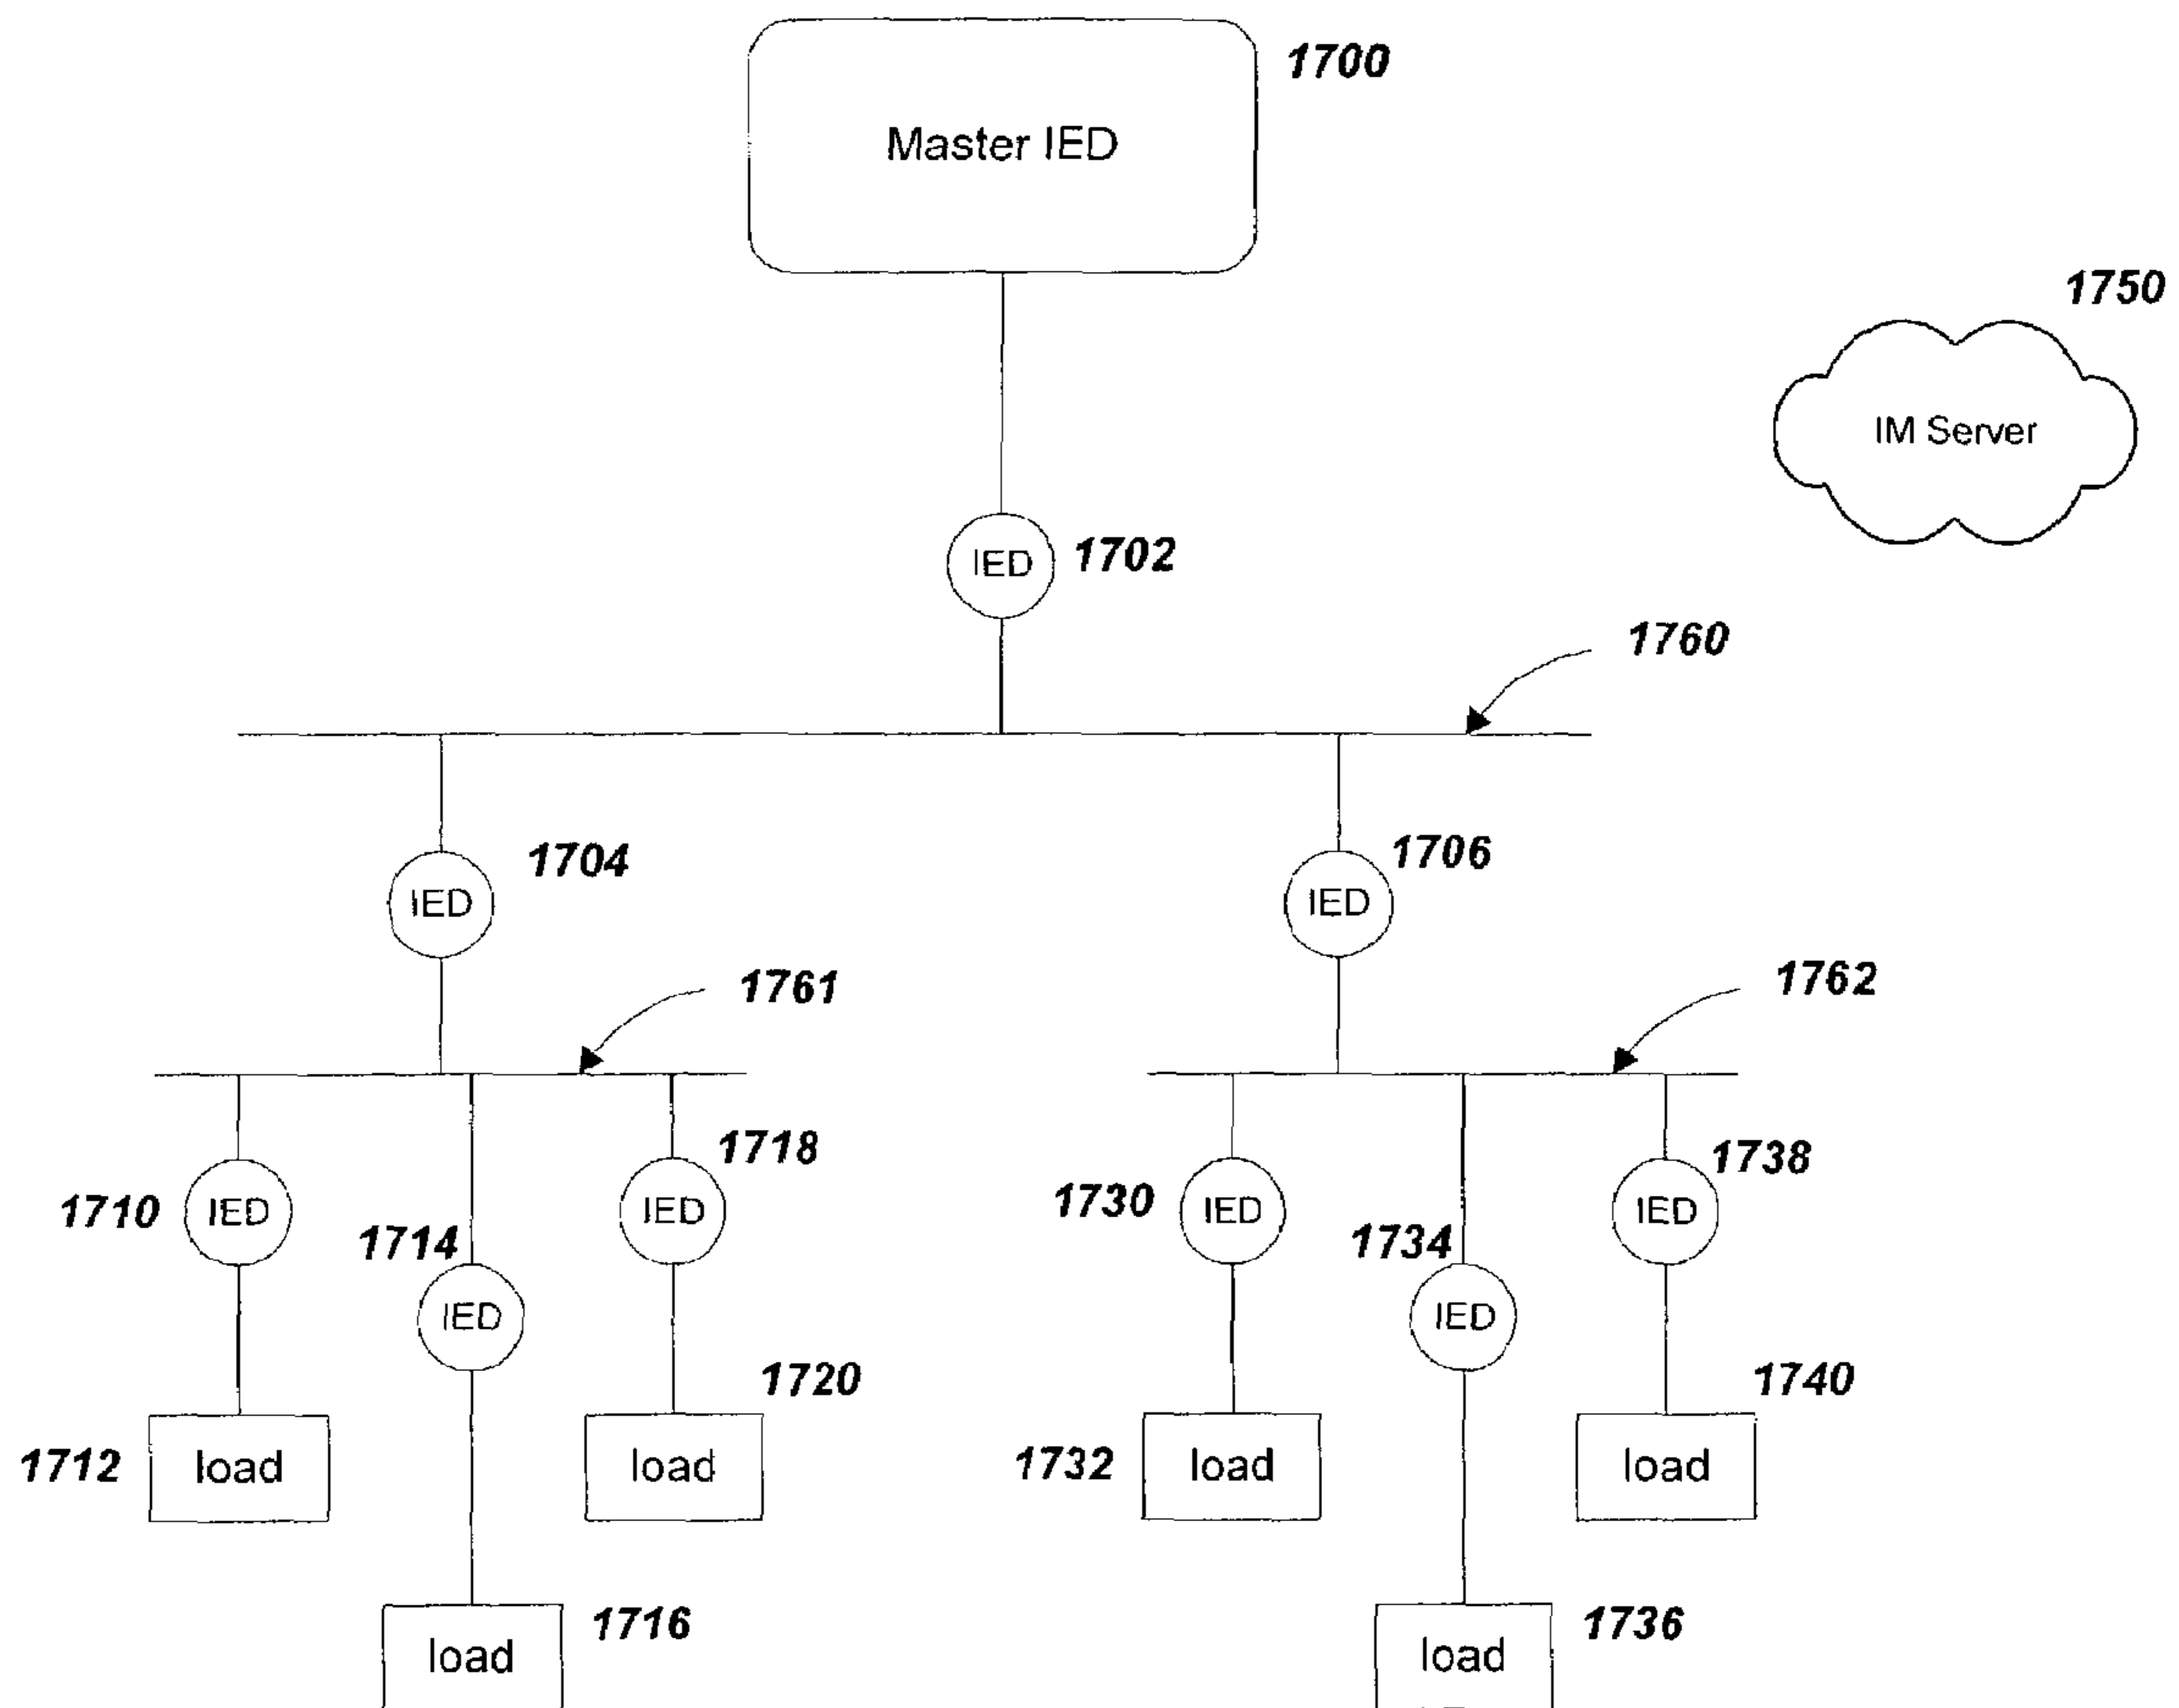 1700
Master IED
1750
IM Server
IED
1702
1760
1704
1706
IED
IED
1761
1762
1718
1738
1710
IED
IED
1730
IED
IED
1714
1734
IED
IED
1720
1740
1712
load
load
1732
load
load
1716
1736
load
load